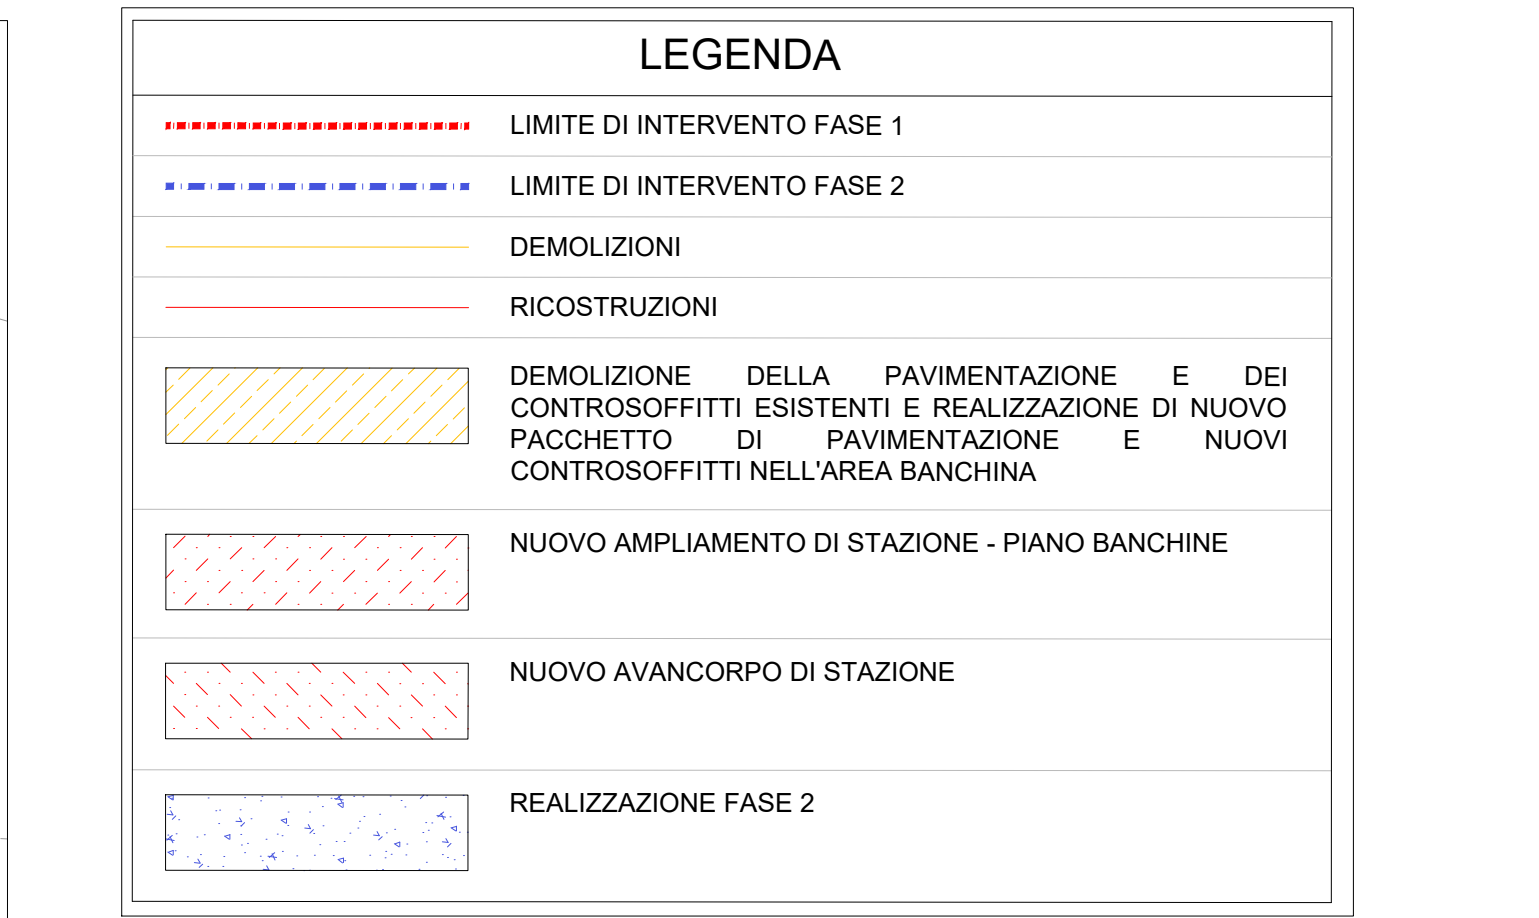 LEGENDA
LIMITE DI INTERVENTO FASE 1
LIMITE DI INTERVENTO FASE 2
DEMOLIZIONI
RICOSTRUZIONI
DEMOLIZIONE DELLA PAVIMENTAZIONE E DEI
CONTROSOFFITTI ESISTENTI E REALIZZAZIONE DI NUOVO
PACCHETTO DI PAVIMENTAZIONE E NUOVI
CONTROSOFFITTI NELL'AREA BANCHINA
NUOVO AMPLIAMENTO DI STAZIONE - PIANO BANCHINE
NUOVO AVANCORPO DI STAZIONE
REALIZZAZIONE FASE 2